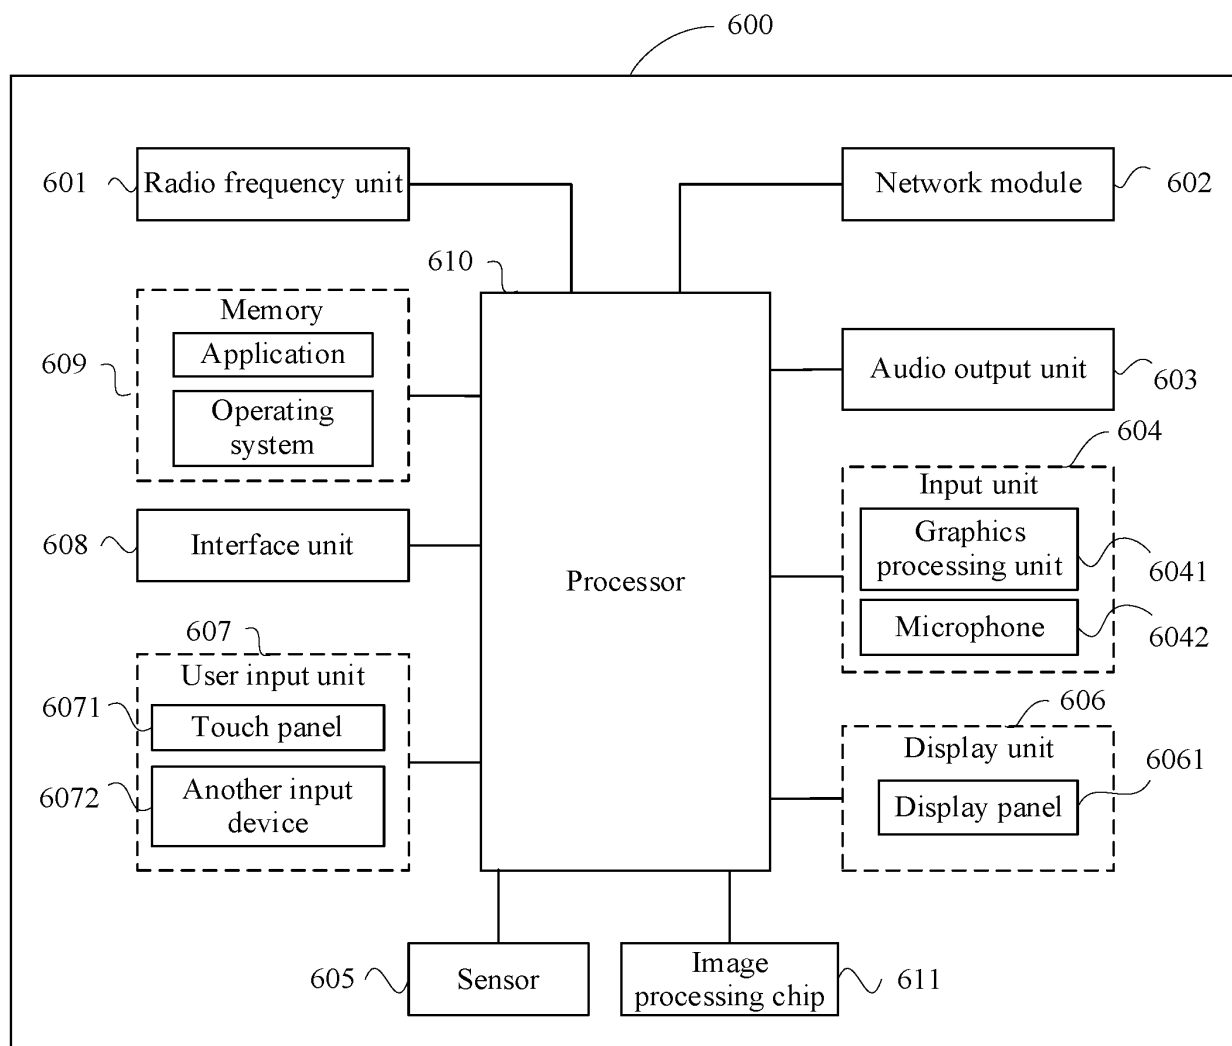 600
601
Radio frequency unit
Network module
602
610
Memory
Application
Operating
system
609
Audio output unit
603
604
Input unit
Graphics
processing unit
6041
Microphone
6042
608
Interface unit
Processor
607
User input unit
6071
Touch panel
6072
Another input
device
606
Display unit
6061
Display panel
605
Sensor
Image
processing chip
611